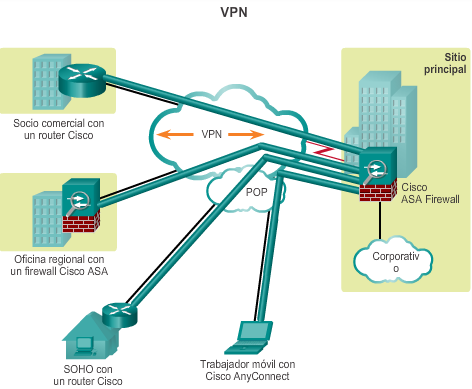 VPN
Sitio
principal
Socio comercial con
un router Cisco
VPN
POP
Cisco
ASA Firewall
Oficina regional con
un firewall Cisco ASA
Corporativ
o
SOHO con
un router Cisco
Trabajador móvil con
Cisco AnyConnect